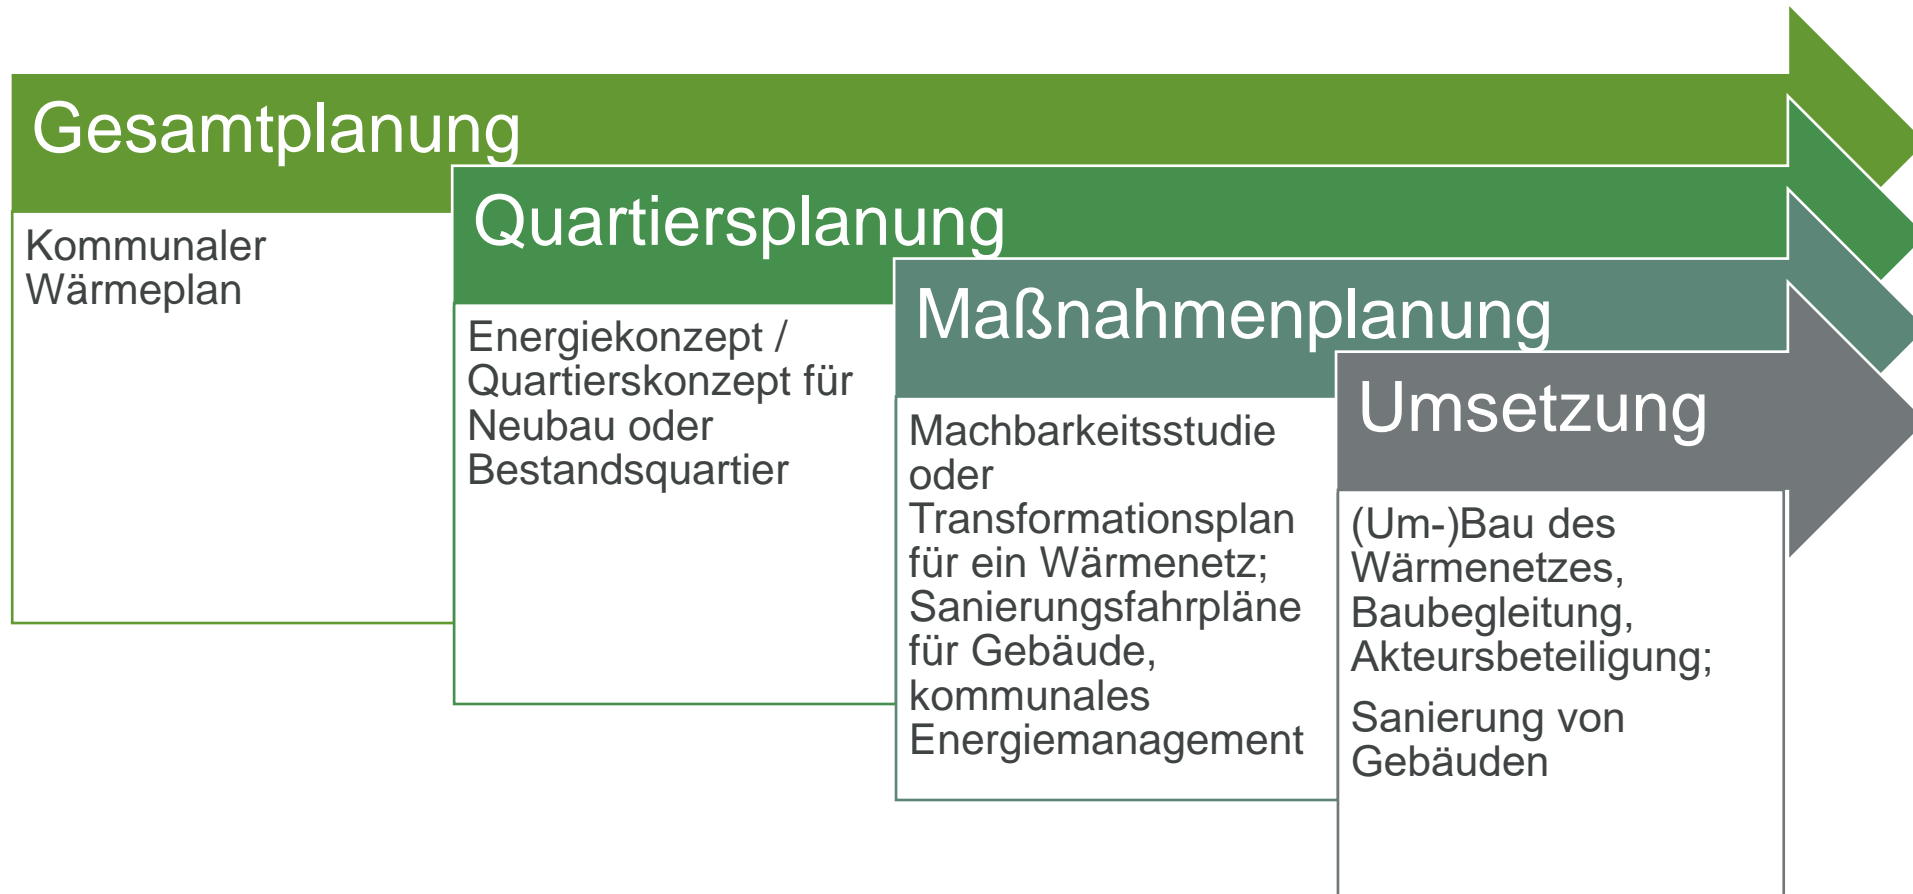 Gesamtplanung
Kommunaler
Wärmeplan
Quartiersplanung
Energiekonzept /
Quartierskonzept für
Neubau oder
Bestandsquartier
Maßnahmenplanung
Machbarkeitsstudie
oder
Transformationsplan
für ein Wärmenetz;
Sanierungsfahrpläne
für Gebäude,
kommunales
Energiemanagement
Umsetzung
(Um-)Bau des
Wärmenetzes,
Baubegleitung,
Akteursbeteiligung;
Sanierung von
Gebäuden